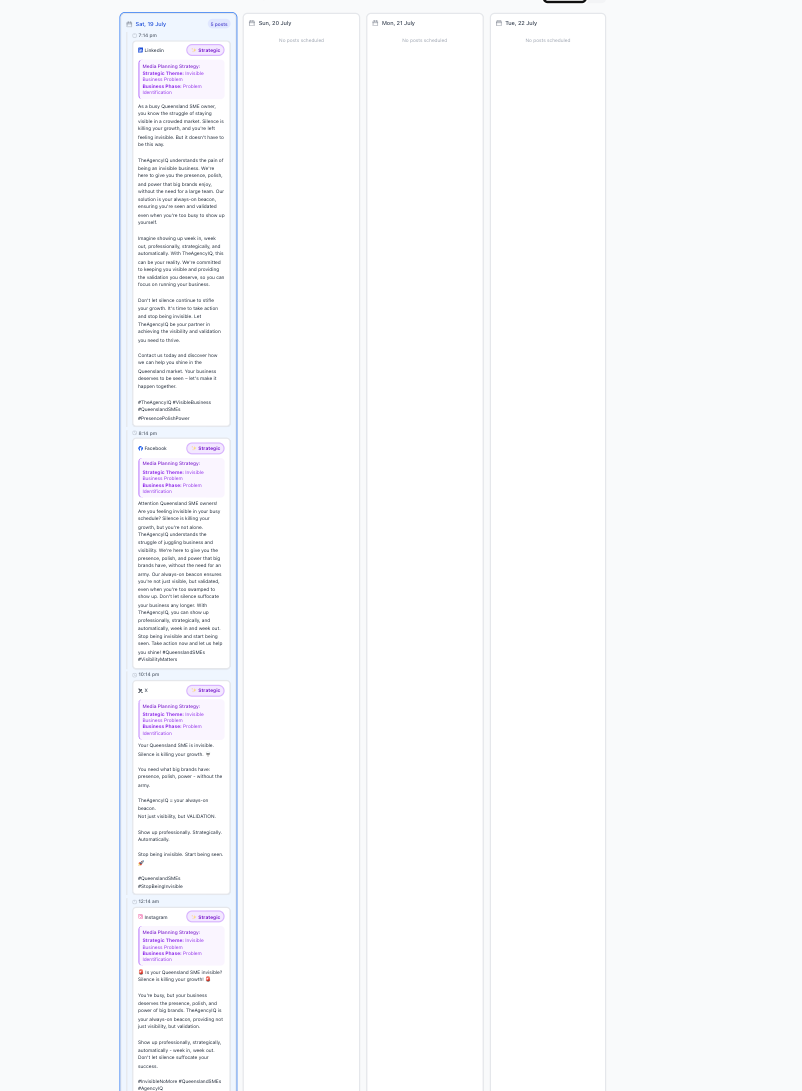 Sat, 19 July
5 posts
7:14 pm
LinkedIn
Strategic
Media Planning Strategy:
Strategic Theme: Invisible
Business Problem
Business Phase: Problem
Identification
As a busy Queensland SME owner,
you know the struggle of staying
visible in a crowded market. Silence is
killing your growth, and you're left
feeling invisible. But it doesn't have to
be this way.
TheAgencyIQ understands the pain of
being an invisible business. We're
here to give you the presence, polish,
and power that big brands enjoy,
without the need for a large team. Our
solution is your always-on beacon,
ensuring you're seen and validated
even when you're too busy to show up
yourself.
Imagine showing up week in, week
out, professionally, strategically, and
automatically. With TheAgencyIQ, this
can be your reality. We're committed
to keeping you visible and providing
the validation you deserve, so you can
focus on running your business.
Don't let silence continue to stifle
your growth. It's time to take action
and stop being invisible. Let
TheAgencyIQ be your partner in
achieving the visibility and validation
you need to thrive.
Contact us today and discover how
we can help you shine in the
Queensland market. Your business
deserves to be seen – let's make it
happen together.
#TheAgencyIQ #VisibleBusiness
#QueenslandSMEs
#PresencePolishPower
8:14 pm
Facebook
Strategic
Media Planning Strategy:
Strategic Theme: Invisible
Business Problem
Business Phase: Problem
Identification
Attention Queensland SME owners!
Are you feeling invisible in your busy
schedule? Silence is killing your
growth, but you're not alone.
TheAgencyIQ understands the
struggle of juggling business and
visibility. We're here to give you the
presence, polish, and power that big
brands have, without the need for an
army. Our always-on beacon ensures
you're not just visible, but validated,
even when you're too swamped to
show up. Don't let silence suffocate
your business any longer. With
TheAgencyIQ, you can show up
professionally, strategically, and
automatically, week in and week out.
Stop being invisible and start being
seen. Take action now and let us help
you shine! #QueenslandSMEs
#VisibilityMatters
10:14 pm
X
Strategic
Media Planning Strategy:
Strategic Theme: Invisible
Business Problem
Business Phase: Problem
Identification
Your Queensland SME is invisible.
Silence is killing your growth.
You need what big brands have:
presence, polish, power - without the
army.
TheAgencyIQ = your always-on
beacon.
Not just visibility, but VALIDATION.
Show up professionally. Strategically.
Automatically.
Stop being invisible. Start being seen.
🚀
#QueenslandSMEs
#StopBeingInvisible
12:14 am
Instagram
Strategic
Media Planning Strategy:
Strategic Theme: Invisible
Business Problem
Business Phase: Problem
Identification
🚨 Is your Queensland SME invisible?
Silence is killing your growth! 🚨
You're busy, but your business
deserves the presence, polish, and
power of big brands. TheAgencyIQ is
your always-on beacon, providing not
just visibility, but validation.
Show up professionally, strategically,
automatically - week in, week out.
Don't let silence suffocate your
success.
#InvisibleNoMore #QueenslandSMEs
#AgencyIQ
Sun, 20 July
No posts scheduled
Mon, 21 July
No posts scheduled
Tue, 22 July
No posts scheduled